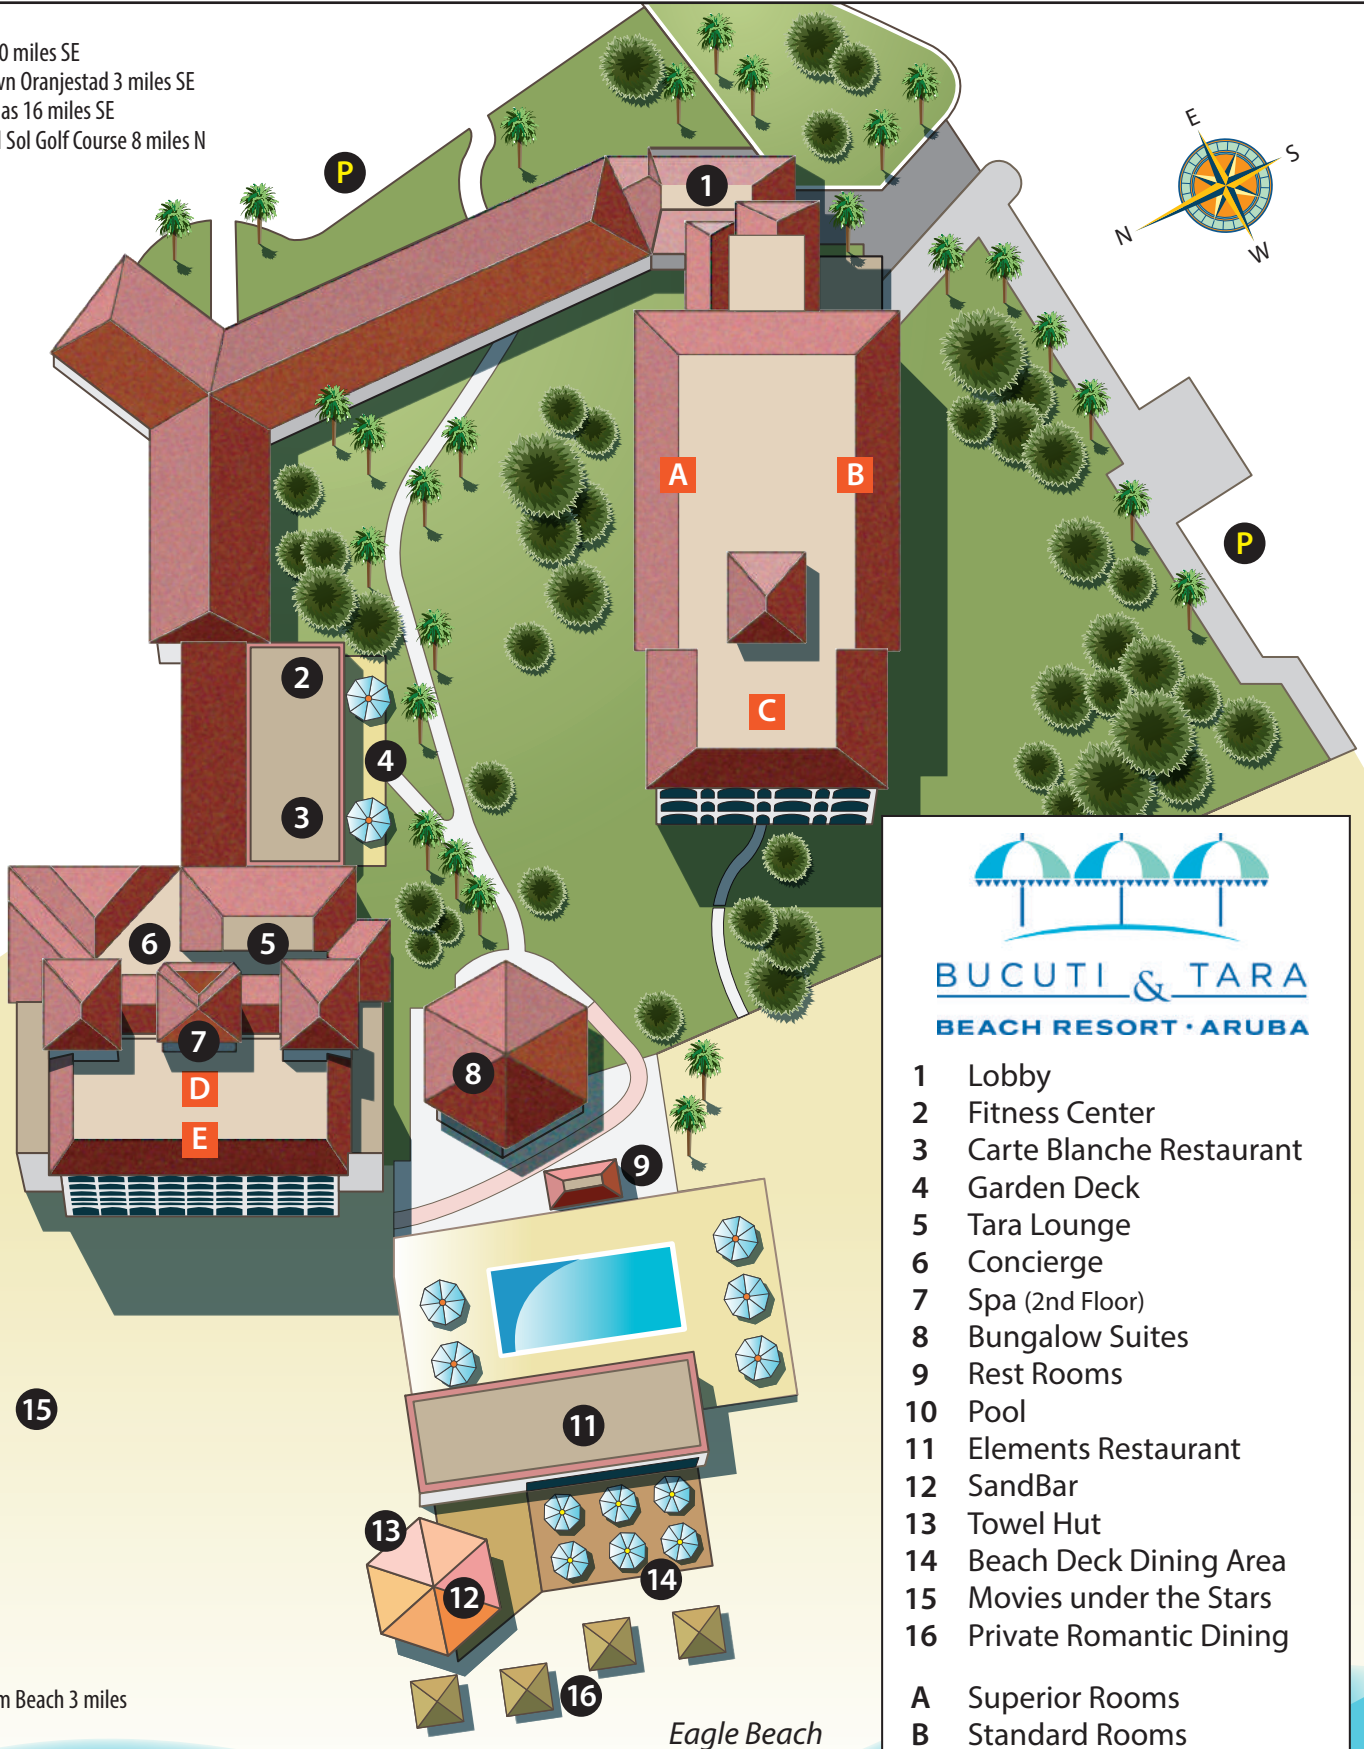 0 miles SE
wn Oranjestad 3 miles SE
las 16 miles SE
l Sol Golf Course 8 miles N
P
1
E
S
N
W
A
B
P
2
C
4
3
6
5
7
D
8
E
9
15
11
13
12
14
16
m Beach 3 miles
Eagle Beach
BUCUTI & TARA
BEACH RESORT · ARUBA
1 Lobby
2 Fitness Center
3 Carte Blanche Restaurant
4 Garden Deck
5 Tara Lounge
6 Concierge
7 Spa (2nd Floor)
8 Bungalow Suites
9 Rest Rooms
10 Pool
11 Elements Restaurant
12 SandBar
13 Towel Hut
14 Beach Deck Dining Area
15 Movies under the Stars
16 Private Romantic Dining
A Superior Rooms
B Standard Rooms